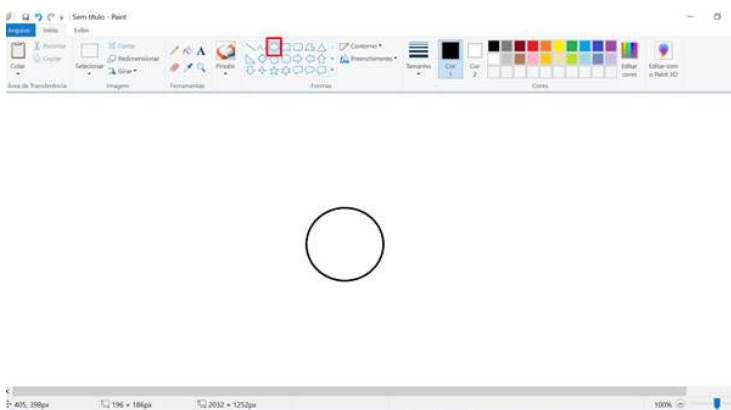 Sem título - Paint
Arquivo Início Exibir
Colar
Recortar
Copiar
Selecionar
Cortar
Redimensionar
Girar
A
Pincéis
Contorno
Preenchimento
Tamanho
Cor 1
Cor 2
Editar cores
Editar com o Paint 3D
Área de Transferência Imagem Ferramentas Formas Cores
405, 398px 196 × 186px 2032 × 1252px 100%